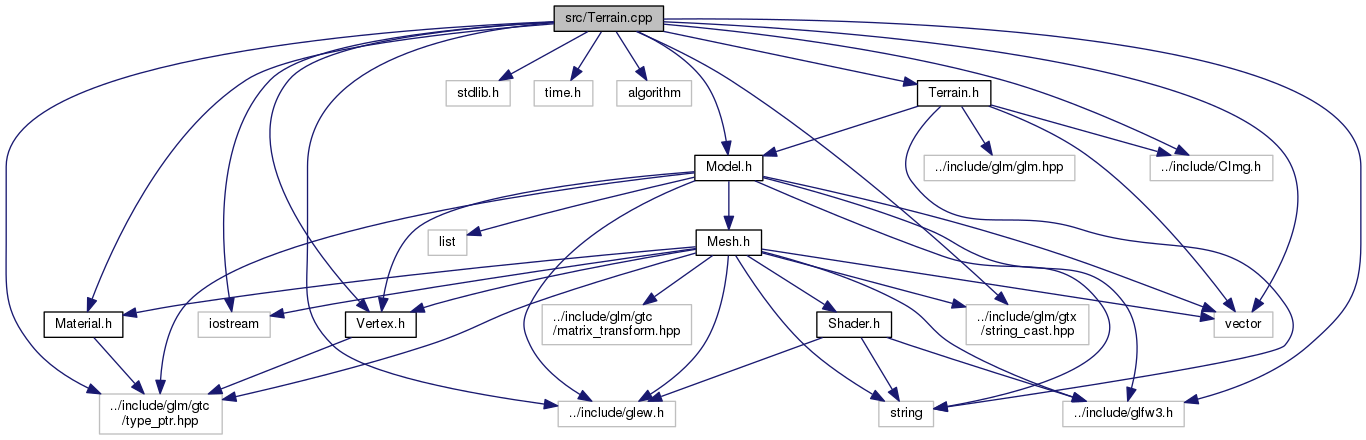 src/Terrain.cpp
stdlib.h
time.h
algorithm
Terrain.h
Model.h
../include/glm/glm.hpp
../include/CImg.h
list
Mesh.h
Material.h
iostream
Vertex.h
../include/glm/gtc
/matrix_transform.hpp
Shader.h
../include/glm/gtx
/string_cast.hpp
vector
../include/glm/gtc
/type_ptr.hpp
../include/glew.h
string
../include/glfw3.h